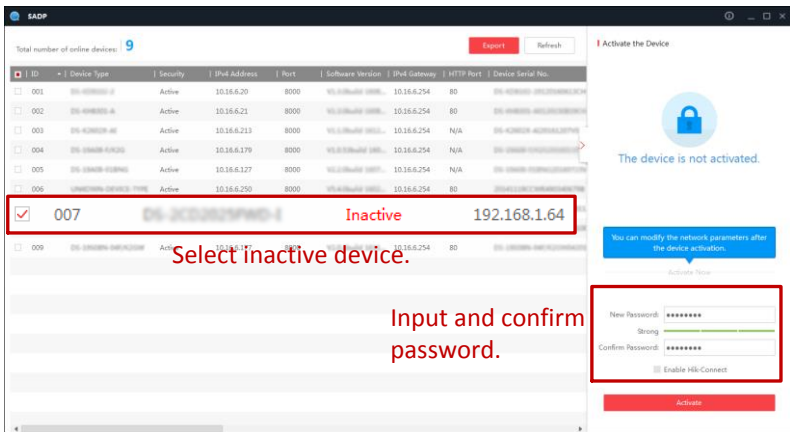 SADP
Total number of online devices: 9
Export Refresh
ID Device Type Security IPv4 Address Port Software Version IPv4 Gateway HTTP Port Device Serial No.
001 Active 10.16.6.20 8000 10.16.6.254 80
002 Active 10.16.6.21 8000 10.16.6.254 80
003 Active 10.16.6.213 8000 10.16.6.254 N/A
004 Active 10.16.6.179 8000 10.16.6.254 N/A
005 Active 10.16.6.127 8000 10.16.6.254 N/A
006 Active 10.16.6.250 8000 10.16.6.254 80
007 Inactive 192.168.1.64
009 8000 10.16.6.254 80
Select inactive device.
Input and confirm
password.
Activate the Device
The device is not activated.
You can modify the network parameters after
the device activation.
Activate Now
New Password: ●●●●●●●●
Strong
Confirm Password: ●●●●●●●●
Enable Hik-Connect
Activate